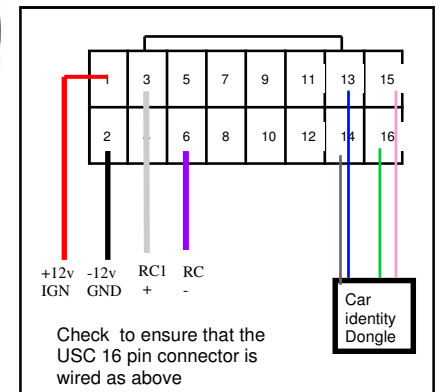 1 3 5 7 9 11 13 15
2 4 6 8 10 12 14 16
+12v -12v RC1 RC
IGN GND + -
Car
identity
Dongle
Check to ensure that the
USC 16 pin connector is
wired as above